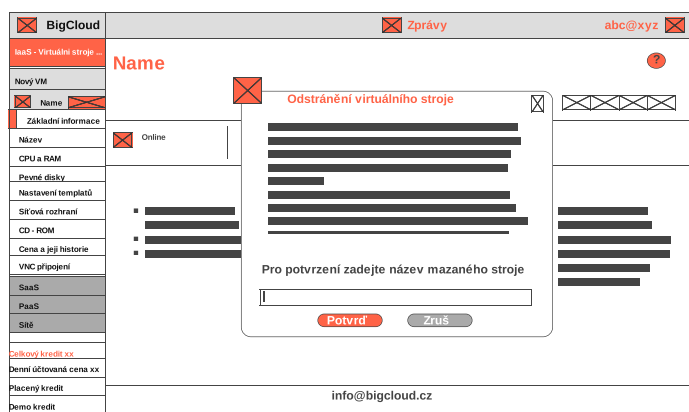 BigCloud
Zprávy
abc@xyz
IaaS - Virtuální stroje ...
Name
?
Nový VM
Name
Odstránění virtuálního stroje
Základní informace
Online
Název
CPU a RAM
Pevné disky
Nastavení templatů
Síťová rozhraní
CD - ROM
Cena a její historie
VNC připojení
Pro potvrzení zadejte název mazaného stroje
SaaS
PaaS
Potvrď
Zruš
Sítě
Celkový kredit xx
Denní účtovaná cena xx
Placený kredit
info@bigcloud.cz
Demo kredit